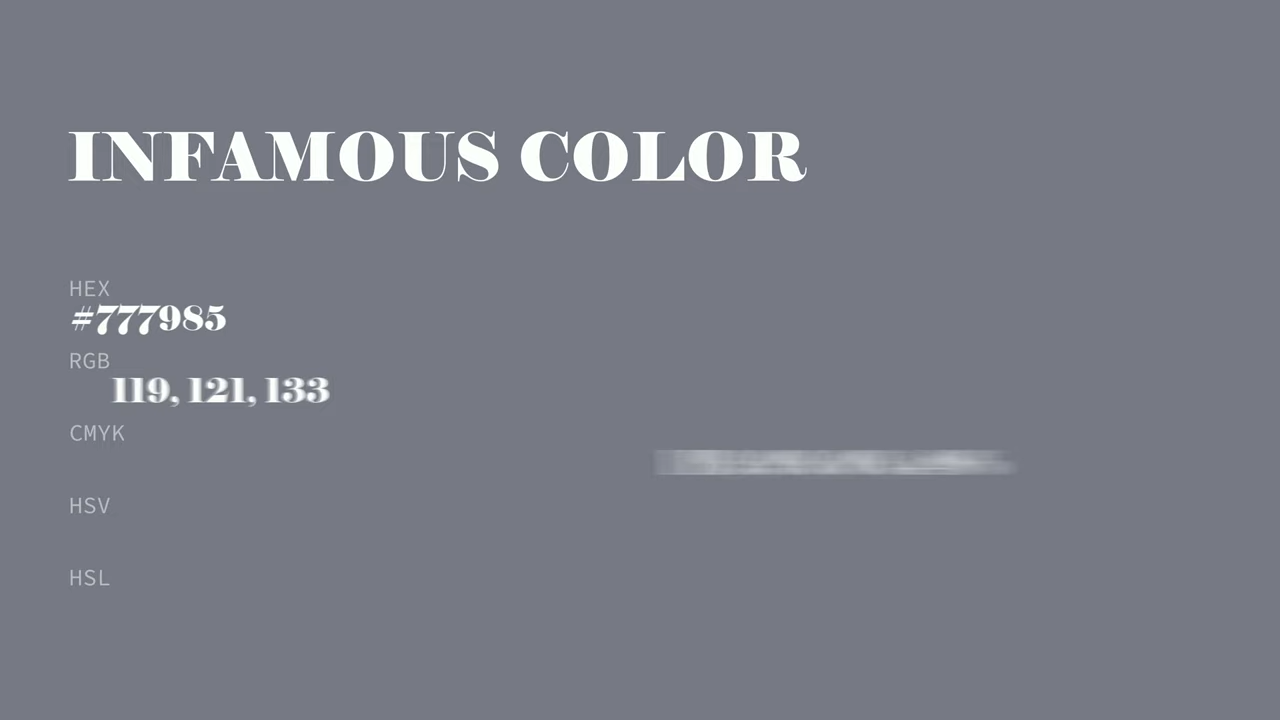 INFAMOUS COLOR
HEX
#777985
RGB
119, 121, 133
CMYK
HSV
HSL